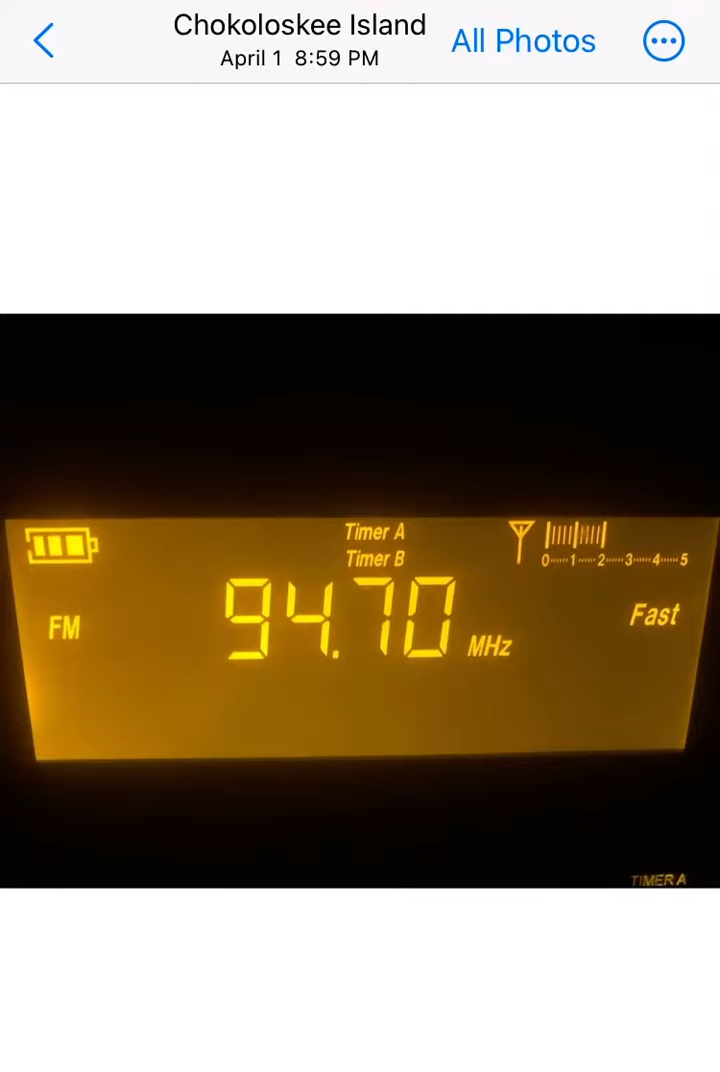 Chokoloskee Island
April 1 8:59 PM
All Photos
Timer A
Timer B
0 1 2 3 4 5
FM
94.70 MHz
Fast
TIMER A